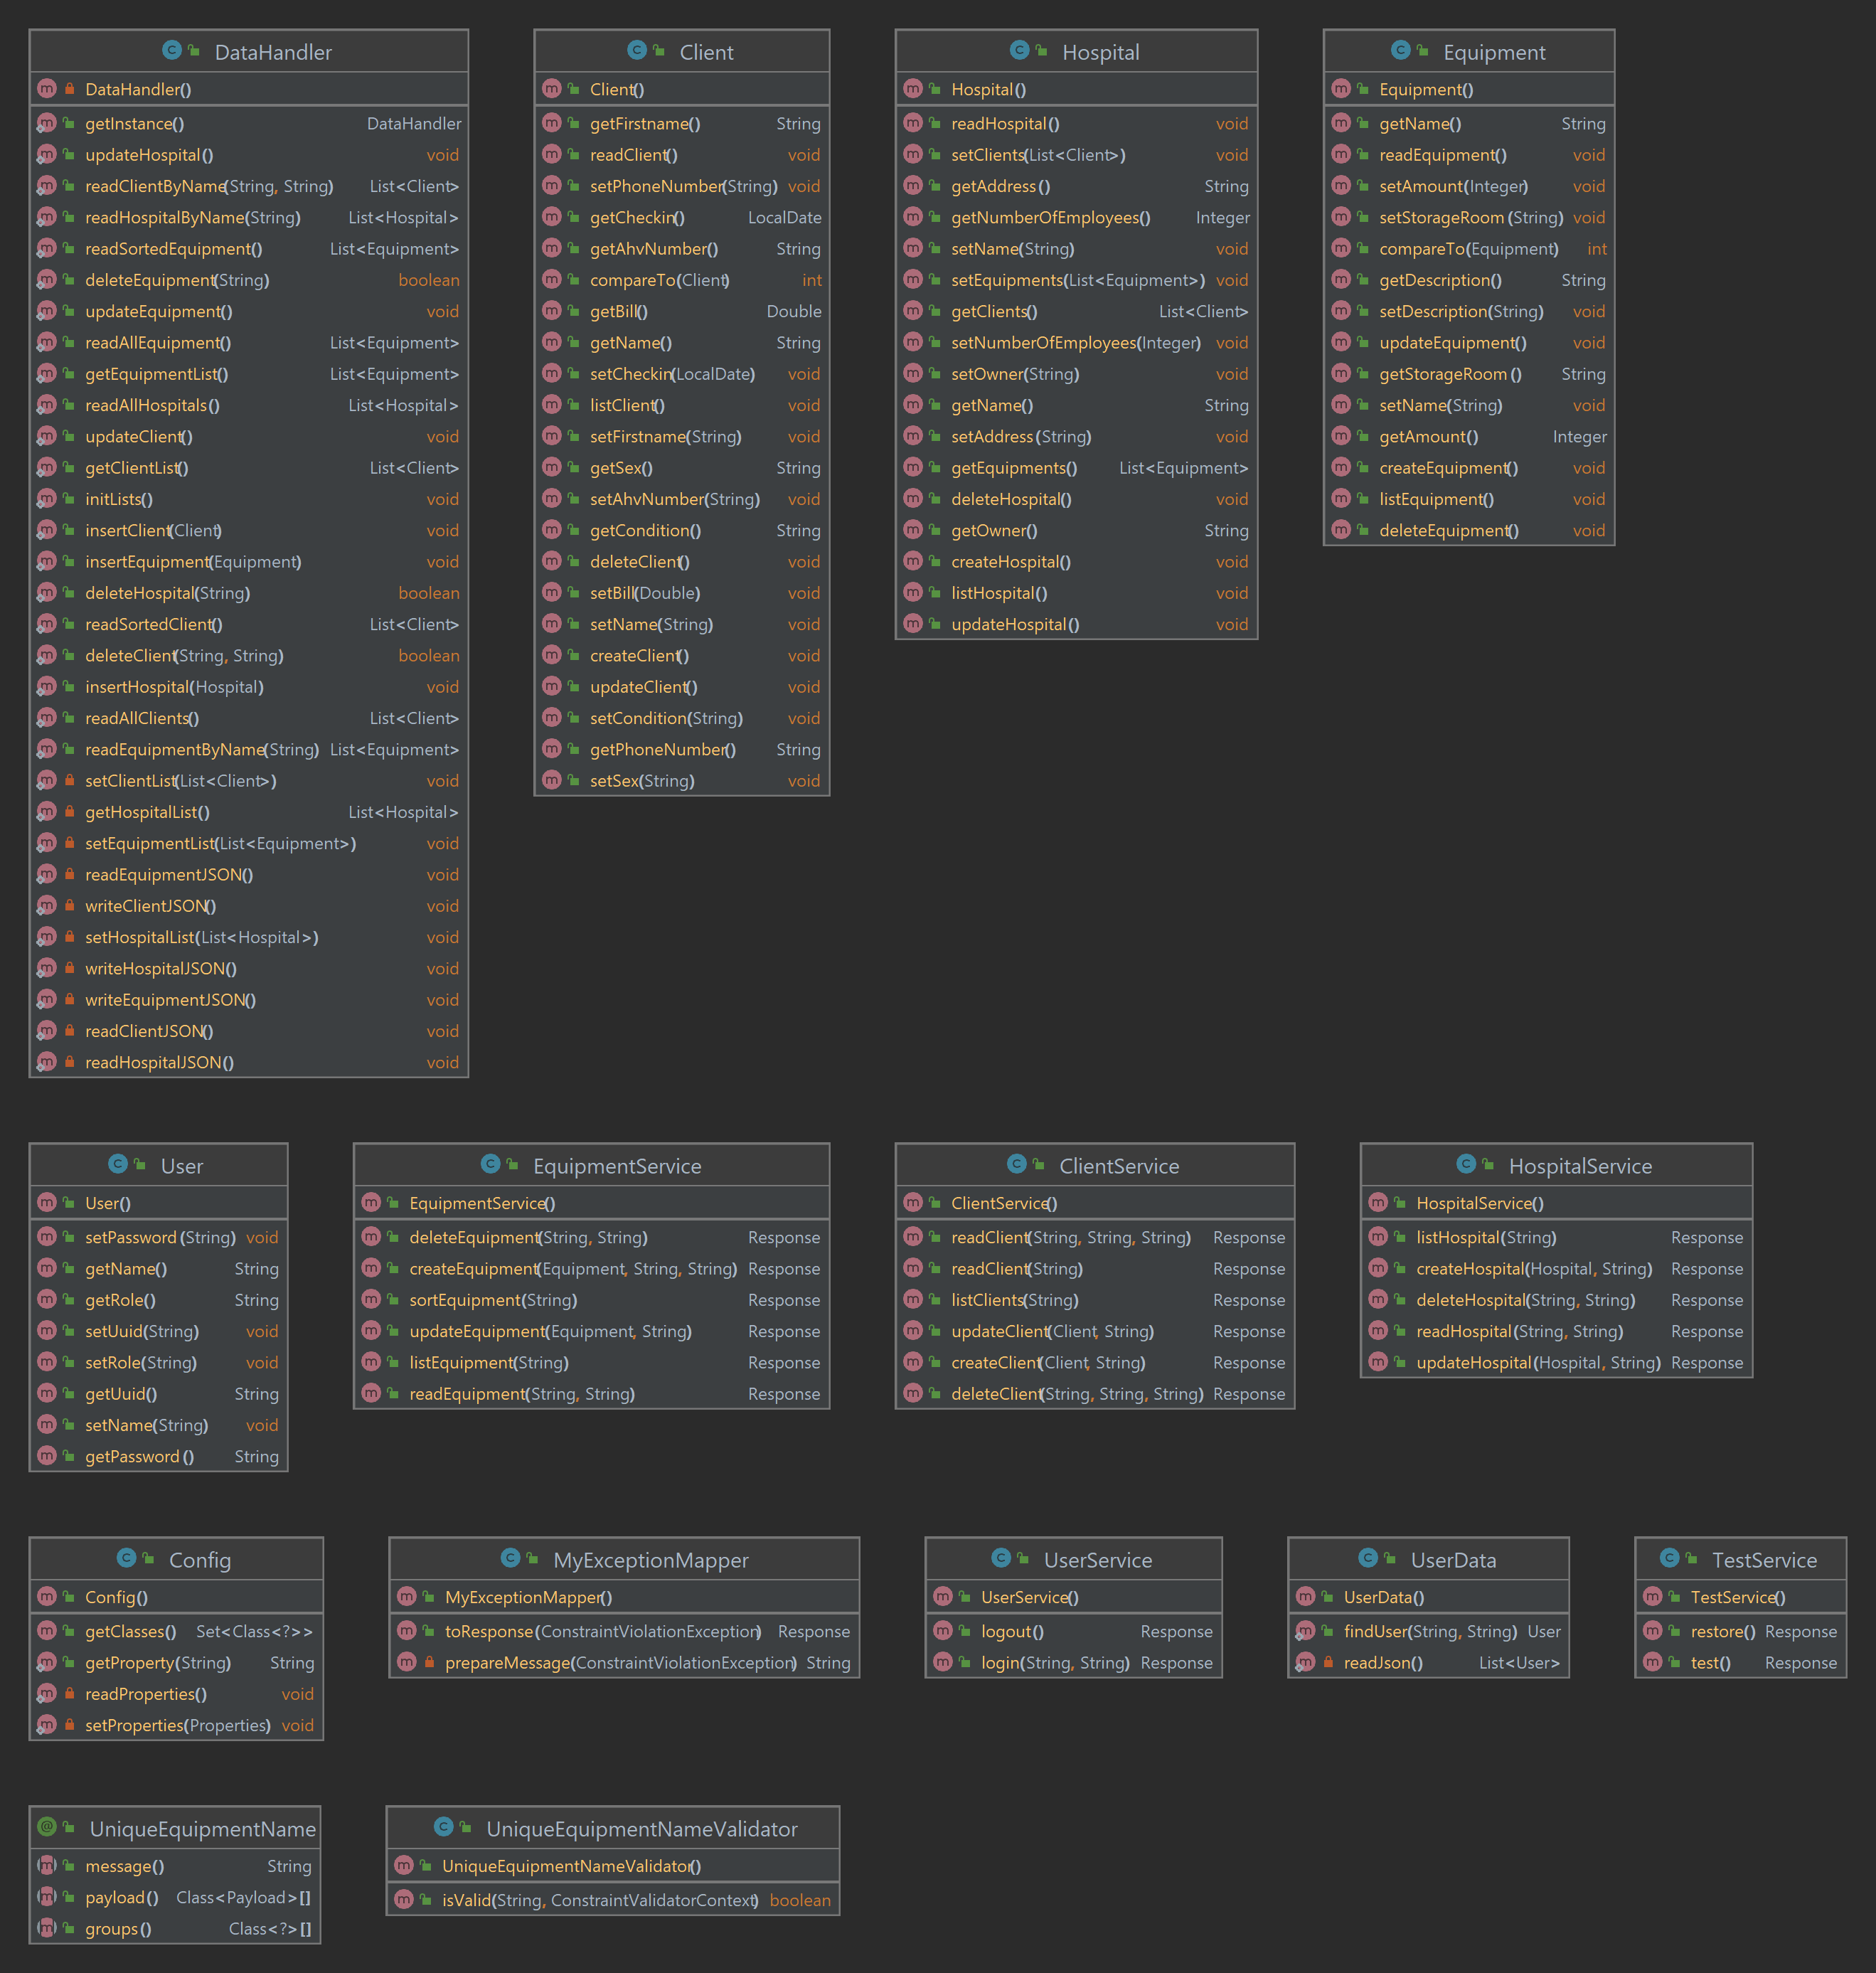 DataHandler
DataHandler()
getInstance() DataHandler
updateHospital() void
readClientByName(String, String) List<Client>
readHospitalByName(String) List<Hospital>
readSortedEquipment() List<Equipment>
deleteEquipment(String) boolean
updateEquipment() void
readAllEquipment() List<Equipment>
getEquipmentList() List<Equipment>
readAllHospitals() List<Hospital>
updateClient() void
getClientList() List<Client>
initLists() void
insertClient(Client) void
insertEquipment(Equipment) void
deleteHospital(String) boolean
readSortedClient() List<Client>
deleteClient(String, String) boolean
insertHospital(Hospital) void
readAllClients() List<Client>
readEquipmentByName(String) List<Equipment>
setClientList(List<Client>) void
getHospitalList() List<Hospital>
setEquipmentList(List<Equipment>) void
readEquipmentJSON() void
writeClientJSON() void
setHospitalList(List<Hospital>) void
writeHospitalJSON() void
writeEquipmentJSON() void
readClientJSON() void
readHospitalJSON() void
Client
Client()
getFirstname() String
readClient() void
setPhoneNumber(String) void
getCheckin() LocalDate
getAhvNumber() String
compareTo(Client) int
getBill() Double
getName() String
setCheckin(LocalDate) void
listClient() void
setFirstname(String) void
getSex() String
setAhvNumber(String) void
getCondition() String
deleteClient() void
setBill(Double) void
setName(String) void
createClient() void
updateClient() void
setCondition(String) void
getPhoneNumber() String
setSex(String) void
Hospital
Hospital()
readHospital() void
setClients(List<Client>) void
getAddress() String
getNumberOfEmployees() Integer
setName(String) void
setEquipments(List<Equipment>) void
getClients() List<Client>
setNumberOfEmployees(Integer) void
setOwner(String) void
getName() String
setAddress(String) void
getEquipments() List<Equipment>
deleteHospital() void
getOwner() String
createHospital() void
listHospital() void
updateHospital() void
Equipment
Equipment()
getName() String
readEquipment() void
setAmount(Integer) void
setStorageRoom(String) void
compareTo(Equipment) int
getDescription() String
setDescription(String) void
updateEquipment() void
getStorageRoom() String
setName(String) void
getAmount() Integer
createEquipment() void
listEquipment() void
deleteEquipment() void
User
User()
setPassword(String) void
getName() String
getRole() String
setUuid(String) void
setRole(String) void
getUuid() String
setName(String) void
getPassword() String
EquipmentService
EquipmentService()
deleteEquipment(String, String) Response
createEquipment(Equipment, String, String) Response
sortEquipment(String) Response
updateEquipment(Equipment, String) Response
listEquipment(String) Response
readEquipment(String, String) Response
ClientService
ClientService()
readClient(String, String, String) Response
readClient(String) Response
listClients(String) Response
updateClient(Client, String) Response
createClient(Client, String) Response
deleteClient(String, String, String) Response
HospitalService
HospitalService()
listHospital(String) Response
createHospital(Hospital, String) Response
deleteHospital(String, String) Response
readHospital(String, String) Response
updateHospital(Hospital, String) Response
Config
Config()
getClasses() Set<Class<?>>
getProperty(String) String
readProperties() void
setProperties(Properties) void
MyExceptionMapper
MyExceptionMapper()
toResponse(ConstraintViolationException) Response
prepareMessage(ConstraintViolationException) String
UserService
UserService()
logout() Response
login(String, String) Response
UserData
UserData()
findUser(String, String) User
readJson() List<User>
TestService
TestService()
restore() Response
test() Response
UniqueEquipmentName
message() String
payload() Class<Payload>[]
groups() Class<?>[]
UniqueEquipmentNameValidator
UniqueEquipmentNameValidator()
isValid(String, ConstraintValidatorContext) boolean